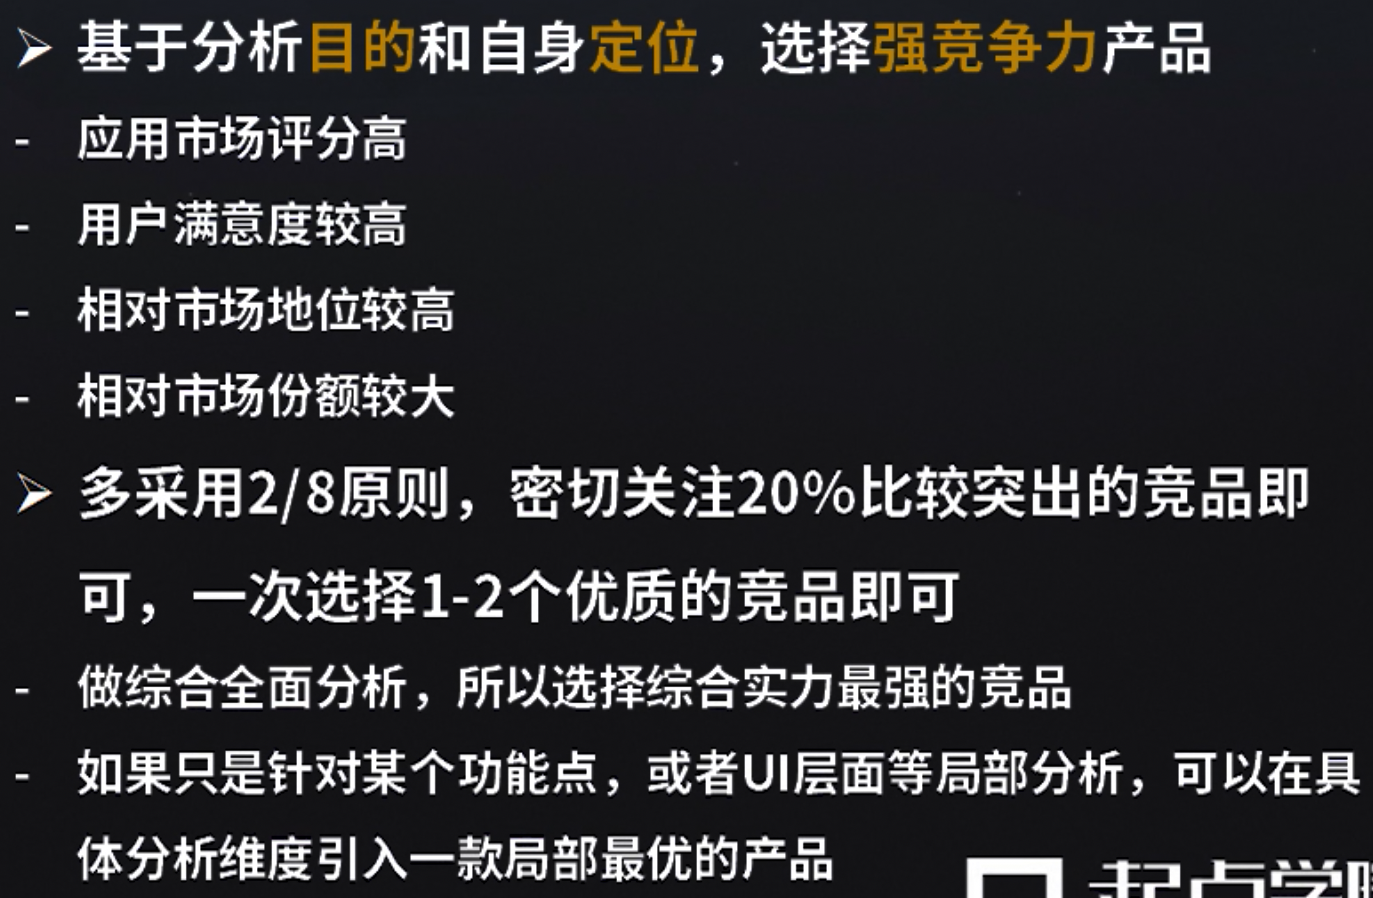 ➤ 基于分析目的和自身定位，选择强竞争力产品
- 应用市场评分高
- 用户满意度较高
- 相对市场地位较高
- 相对市场份额较大
➤ 多采用2/8原则，密切关注20%比较突出的竞品即
可，一次选择1-2个优质的竞品即可
- 做综合全面分析，所以选择综合实力最强的竞品
- 如果只是针对某个功能点，或者UI层面等局部分析，可以在具
体分析维度引入一款局部最优的产品
起点学